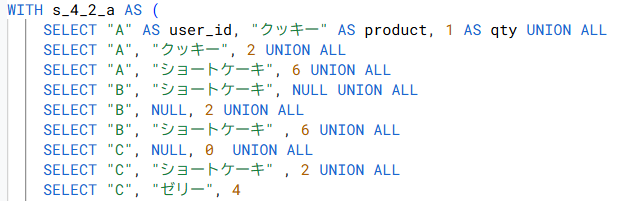 WITH s_4_2_a AS (
SELECT "A" AS user_id, "クッキー" AS product, 1 AS qty UNION ALL
SELECT "A", "クッキー", 2 UNION ALL
SELECT "A", "ショートケーキ", 6 UNION ALL
SELECT "B", "ショートケーキ", NULL UNION ALL
SELECT "B", NULL, 2 UNION ALL
SELECT "B", "ショートケーキ" , 6 UNION ALL
SELECT "C", NULL, 0  UNION ALL
SELECT "C", "ショートケーキ" , 2 UNION ALL
SELECT "C", "ゼリー", 4